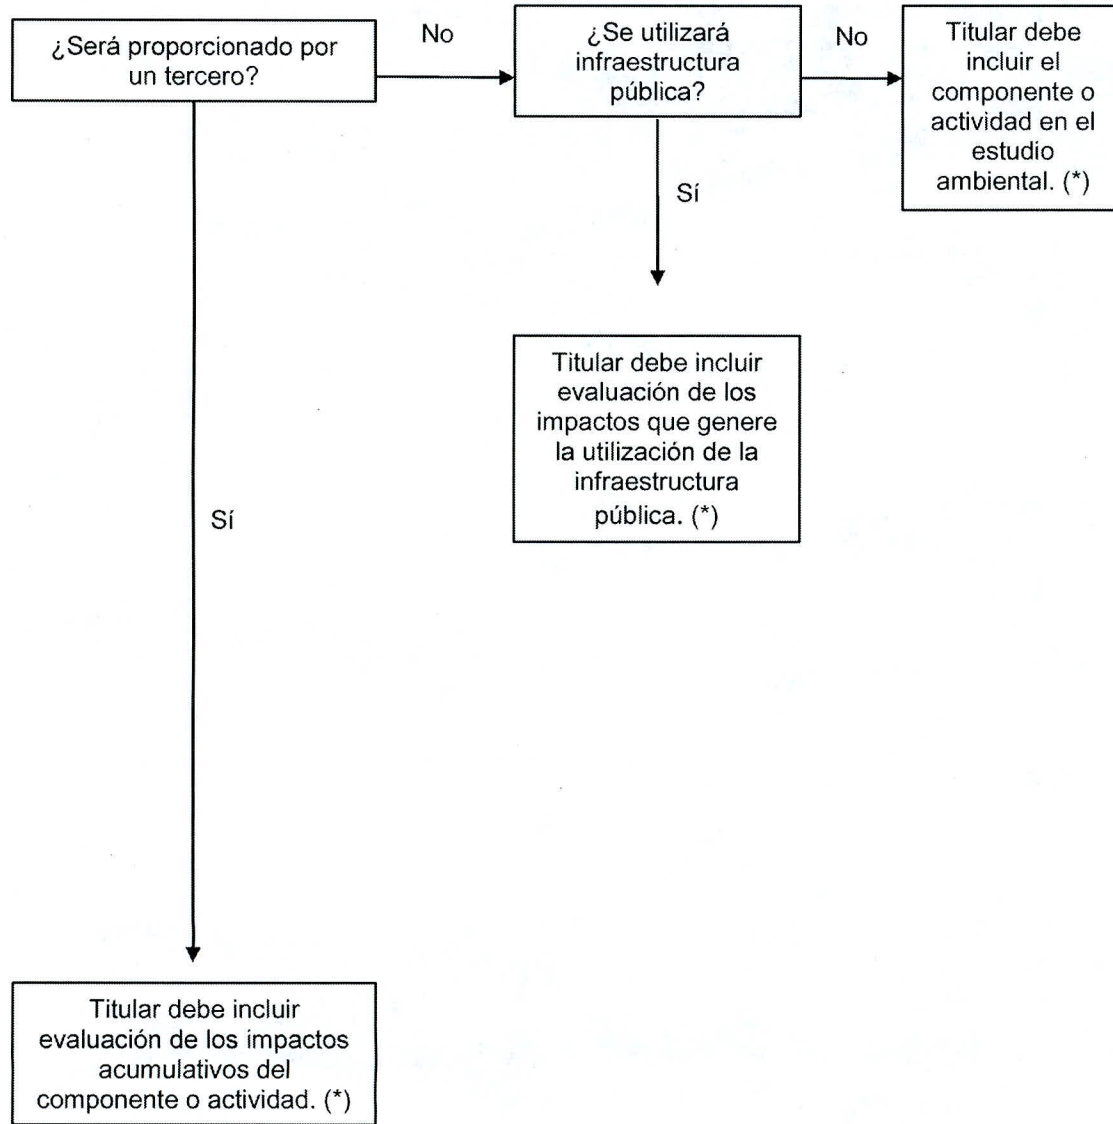 ¿Será proporcionado por
un tercero?
No
¿Se utilizará
infraestructura
pública?
No
Titular debe
incluir el
componente o
actividad en el
estudio
ambiental. (*)
Sí
Titular debe incluir
evaluación de los
impactos que genere
la utilización de la
infraestructura
pública. (*)
Sí
Titular debe incluir
evaluación de los impactos
acumulativos del
componente o actividad. (*)